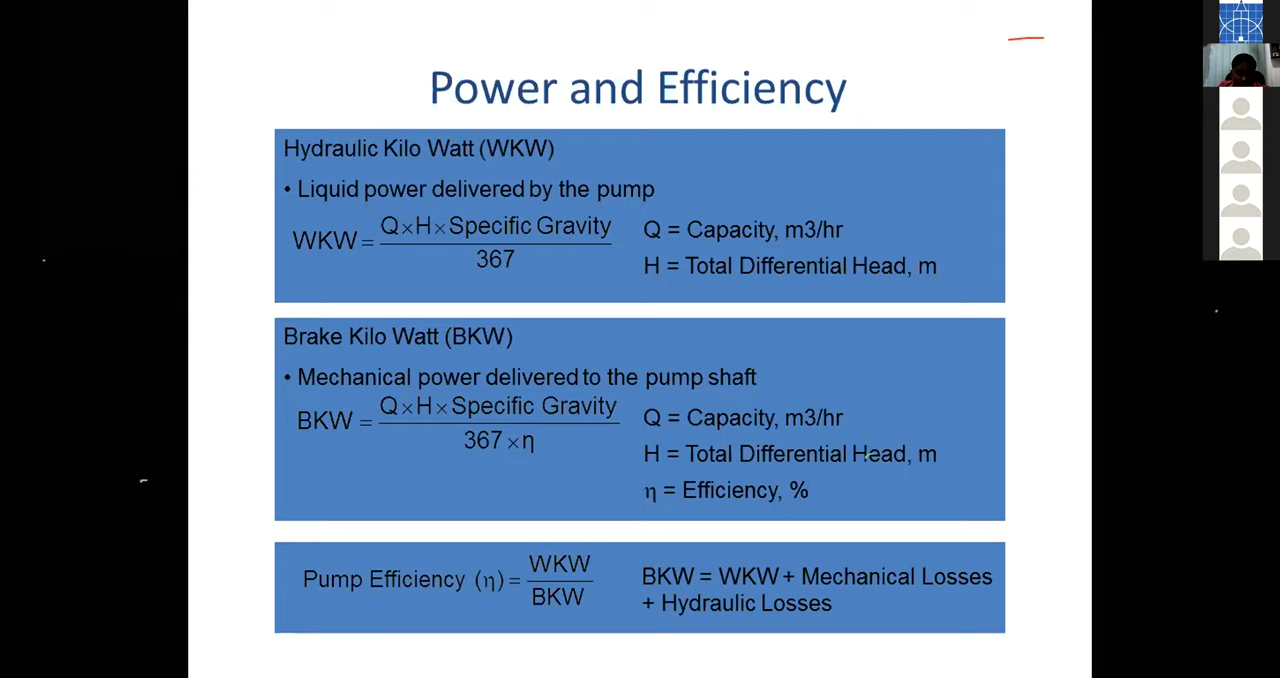 Power and Efficiency
Hydraulic Kilo Watt (WKW)
• Liquid power delivered by the pump
WKW = Q×H×Specific Gravity / 367
Q = Capacity, m3/hr
H = Total Differential Head, m
Brake Kilo Watt (BKW)
• Mechanical power delivered to the pump shaft
BKW = Q×H×Specific Gravity / 367 ×η
Q = Capacity, m3/hr
H = Total Differential Head, m
η = Efficiency, %
Pump Efficiency (η) = WKW / BKW
BKW = WKW + Mechanical Losses
+ Hydraulic Losses